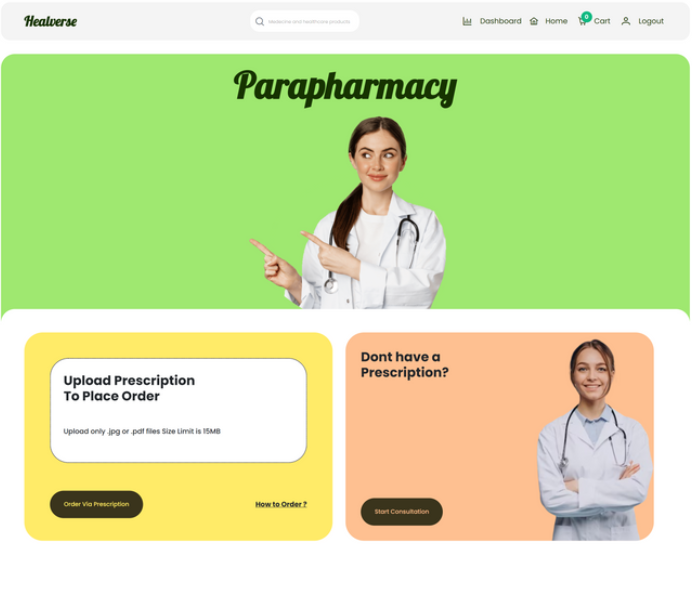 Healverse
Medecine and healthcare products
Dashboard
Home
0
Cart
Logout
Parapharmacy
Upload Prescription
To Place Order
Upload only .jpg or .pdf files Size Limit is 15MB
Order Via Prescription
How to Order ?
Dont have a
Prescription?
Start Consultation